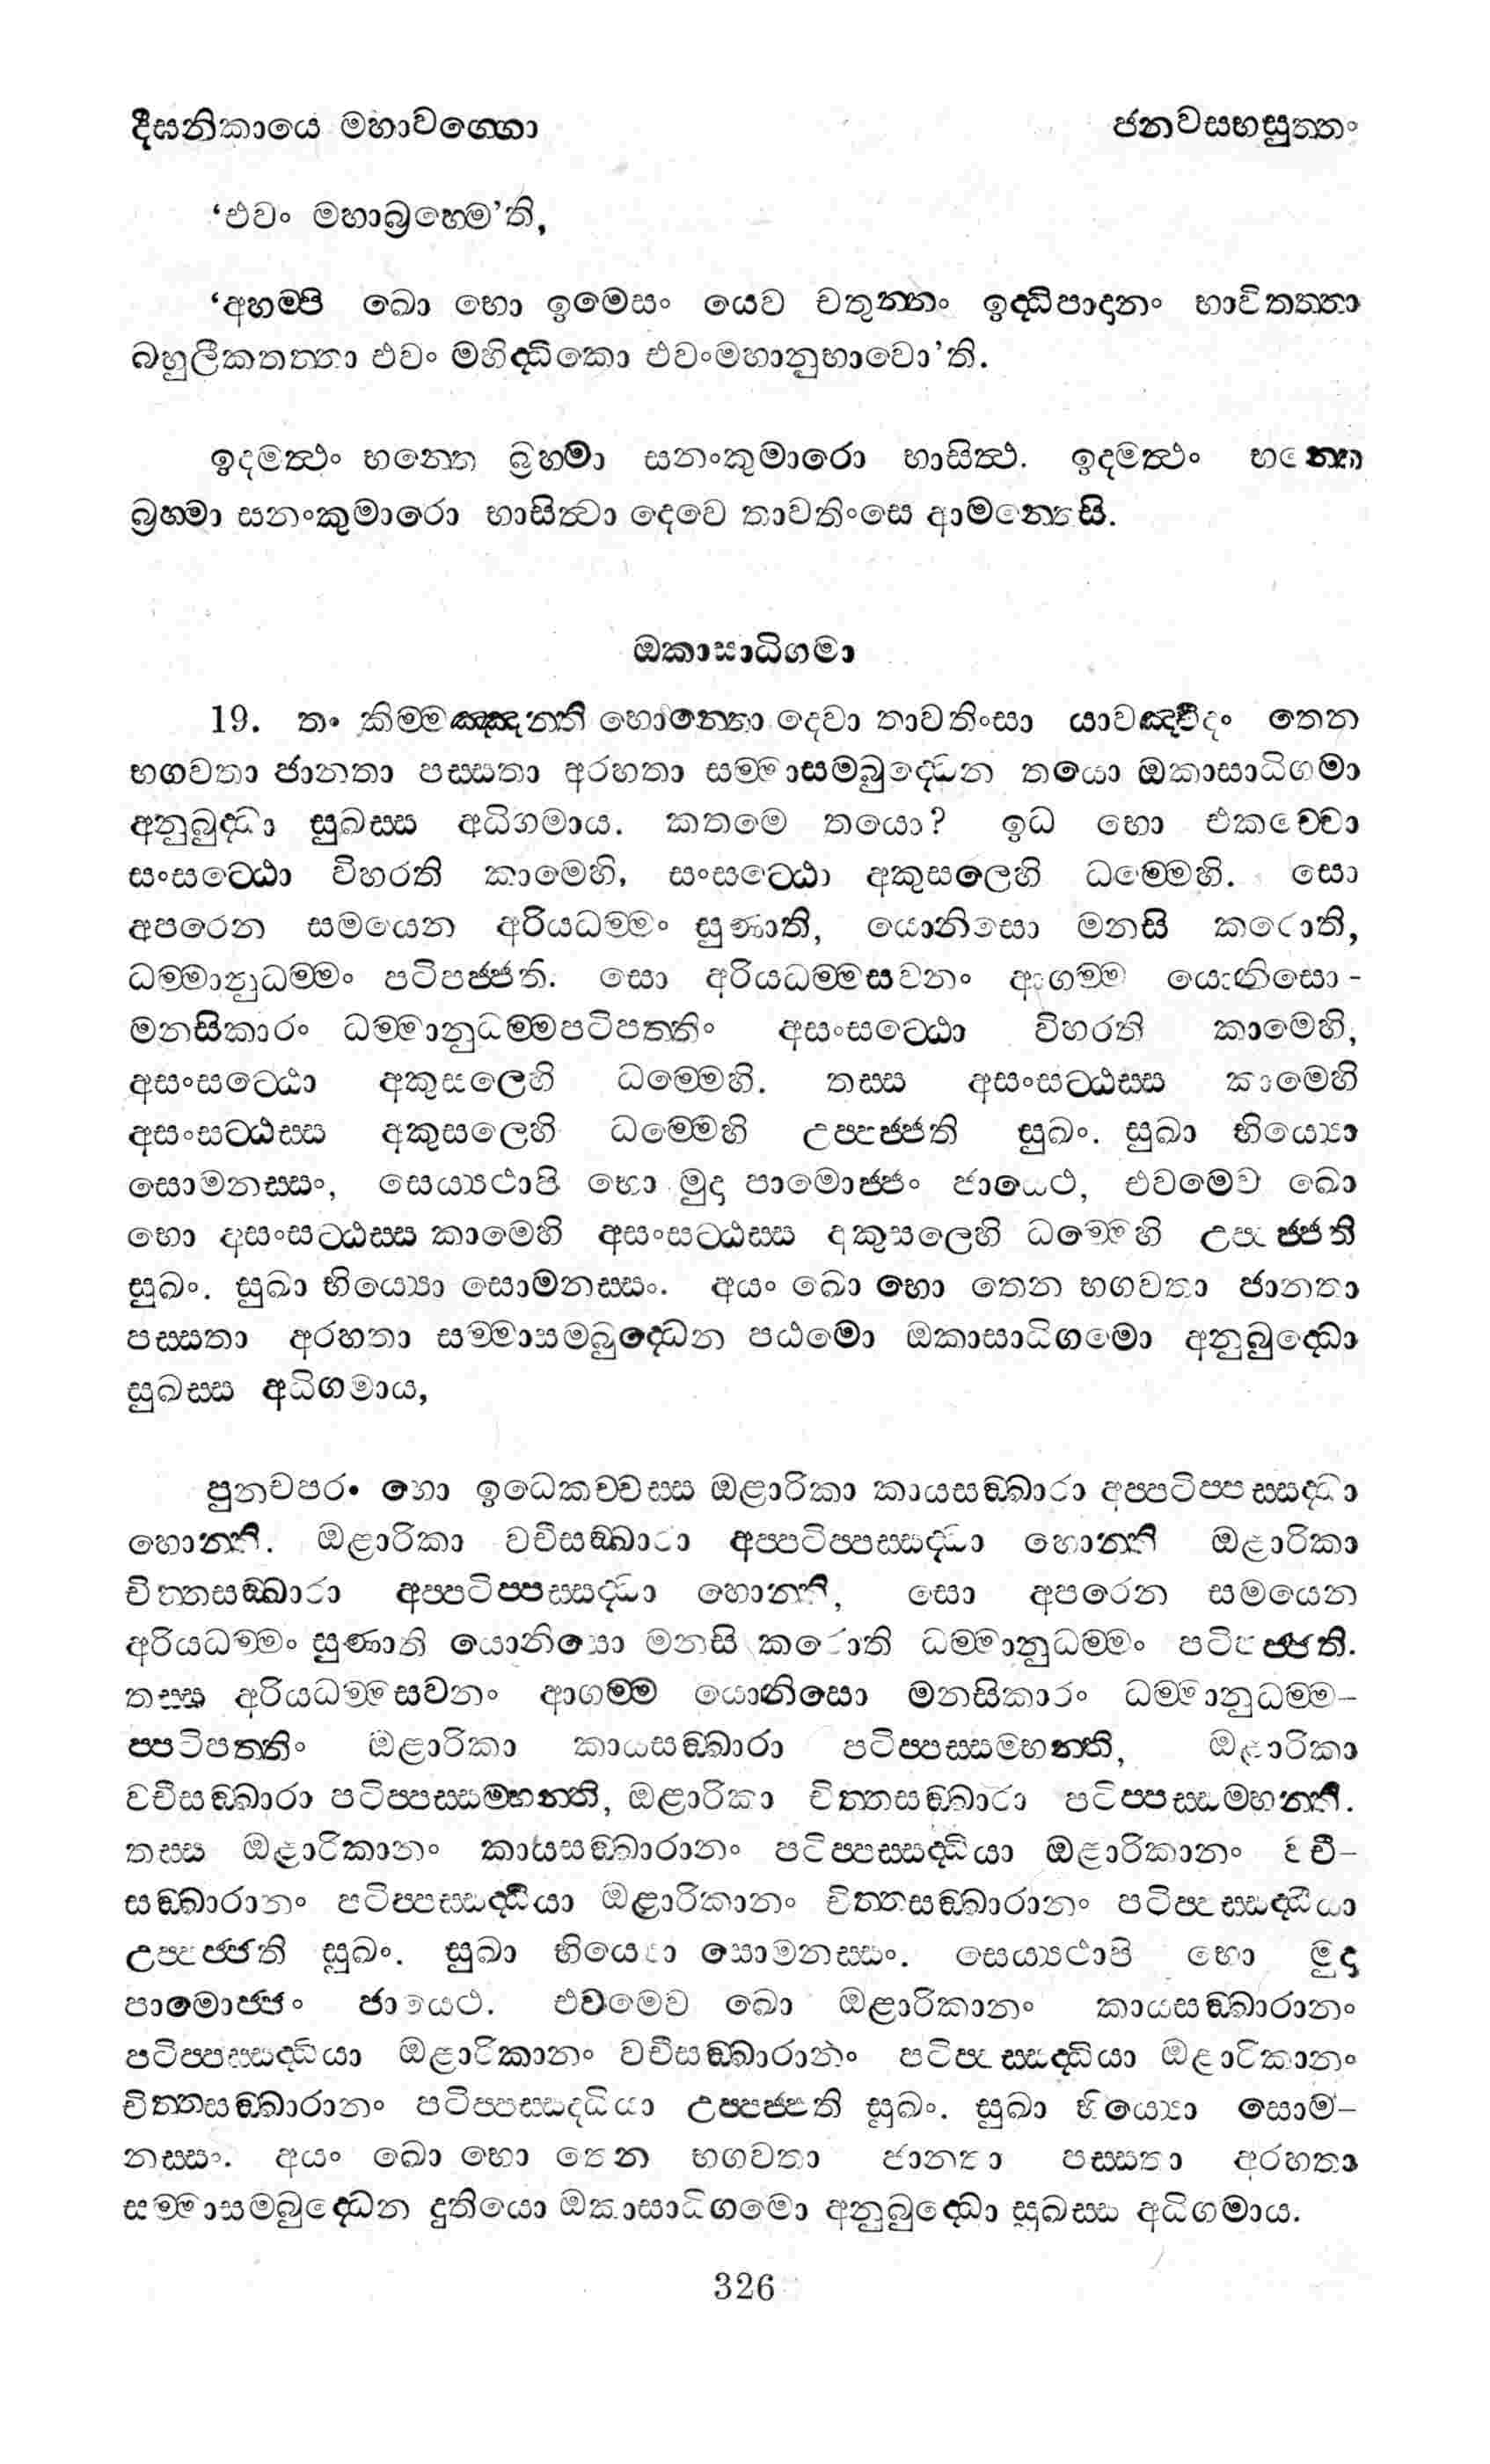 දීඝනිකායෙ මහාවග්ගො ජනවසභසුත්තං
‘එවං මහාබ්‍රහ්මෙ’ති,
‘අහම්පි ඛො භො ඉමෙසං යෙව චතුන්නං ඉද්ධිපාදානං භාවිතත්තා
බහුලීකතත්තා එවං මහිද්ධිකො එවංමහානුභාවො’ති.
ඉදමත්ථං භන්තෙ බ්‍රහ්මා සනංකුමාරො භාසිත්ථ. ඉදමත්ථං
බ්‍රහ්මා සනංකුමාරො භාසිත්වා දෙවෙ තාවතිංසෙ ආමන්තෙසි.
ඔකාසාධිගමා
19. තං කිම්මඤ්ඤන්ති භොන්තො දෙවා තාවතිංසා යාවඤ්චිදං තෙන
භගවතා ජානතා පස්සතා අරහතා සම්මාසම්බුද්ධෙන තයො ඔකාසාධිගමා
අනුබුද්ධා සුඛස්ස අධිගමාය. කතමෙ තයො? ඉධ භො එකච්චො
සංසට්ඨො විහරති කාමෙහි, සංසට්ඨො අකුසලෙහි ධම්මෙහි. සො
අපරෙන සමයෙන අරියධම්මං සුණාති, යොනිසො මනසි කරොති,
ධම්මානුධම්මං පටිපජ්ජති. සො අරියධම්මසවනං ආගම්ම යොනිසො-
මනසිකාරං ධම්මානුධම්මපටිපත්තිං අසංසට්ඨො විහරති කාමෙහි,
අසංසට්ඨො අකුසලෙහි ධම්මෙහි. තස්ස අසංසට්ඨස්ස කාමෙහි
අසංසට්ඨස්ස අකුසලෙහි ධම්මෙහි උප්පජ්ජති සුඛං. සුඛා භිය්‍යො
සොමනස්සං, සෙය්‍යථාපි භො මුදා පාමොජ්ජං ජායෙථ, එවමෙව ඛො
භො අසංසට්ඨස්ස කාමෙහි අසංසට්ඨස්ස අකුසලෙහි ධම්මෙහි උප්පජ්ජති
සුඛං. සුඛා භිය්‍යො සොමනස්සං. අයං ඛො භො තෙන භගවතා ජානතා
පස්සතා අරහතා සම්මාසම්බුද්ධෙන පඨමො ඔකාසාධිගමො අනුබුද්ධො
සුඛස්ස අධිගමාය,
පුනචපරං භො ඉධෙකච්චස්ස ඔළාරිකා කායසඞ්ඛාරා අප්පටිප්පස්සද්ධා
හොන්ති. ඔළාරිකා වචීසඞ්ඛාරා අප්පටිප්පස්සද්ධා හොන්ති ඔළාරිකා
චිත්තසඞ්ඛාරා අප්පටිප්පස්සද්ධා හොන්ති, සො අපරෙන සමයෙන
අරියධම්මං සුණාති යොනිසො මනසි කරොති ධම්මානුධම්මං පටිපජ්ජති.
තස්ස අරියධම්මසවනං ආගම්ම යොනිසො මනසිකාරං ධම්මානුධම්ම-
ප්පටිපත්තිං ඔළාරිකා කායසඞ්ඛාරා පටිප්පස්සම්භන්ති, ඔළාරිකා
වචීසඞ්ඛාරා පටිප්පස්සම්භන්ති, ඔළාරිකා චිත්තසඞ්ඛාරා පටිප්පස්සම්භන්ති.
තස්ස ඔළාරිකානං කායසඞ්ඛාරානං පටිප්පස්සද්ධියා ඔළාරිකානං වචී-
සඞ්ඛාරානං පටිප්පස්සද්ධියා ඔළාරිකානං චිත්තසඞ්ඛාරානං පටිප්පස්සද්ධියා
උප්පජ්ජති සුඛං. සුඛා භිය්‍යො සොමනස්සං. සෙය්‍යථාපි භො මුදා
පාමොජ්ජං ජායෙථ. එවමෙව ඛො ඔළාරිකානං කායසඞ්ඛාරානං
පටිප්පස්සද්ධියා ඔළාරිකානං වචීසඞ්ඛාරානං පටිප්පස්සද්ධියා ඔළාරිකානං
චිත්තසඞ්ඛාරානං පටිප්පස්සද්ධියා උප්පජ්ජති සුඛං. සුඛා භිය්‍යො සොම-
නස්සං. අයං ඛො භො තෙන භගවතා ජානතා පස්සතා අරහතා
සම්මාසම්බුද්ධෙන දුතියො ඔකාසාධිගමො අනුබුද්ධො සුඛස්ස අධිගමාය.
326